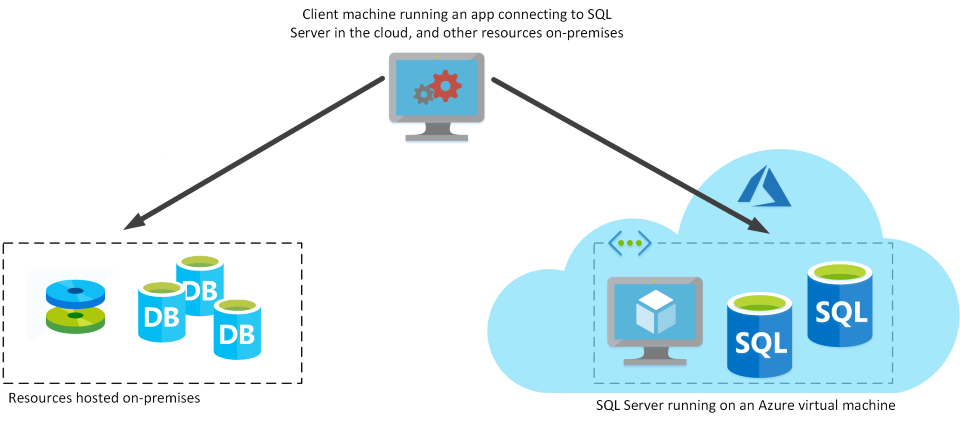 Client machine running an app connecting to SQL
Server in the cloud, and other resources on-premises
DB
DB
DB
SQL
SQL
Resources hosted on-premises
SQL Server running on an Azure virtual machine